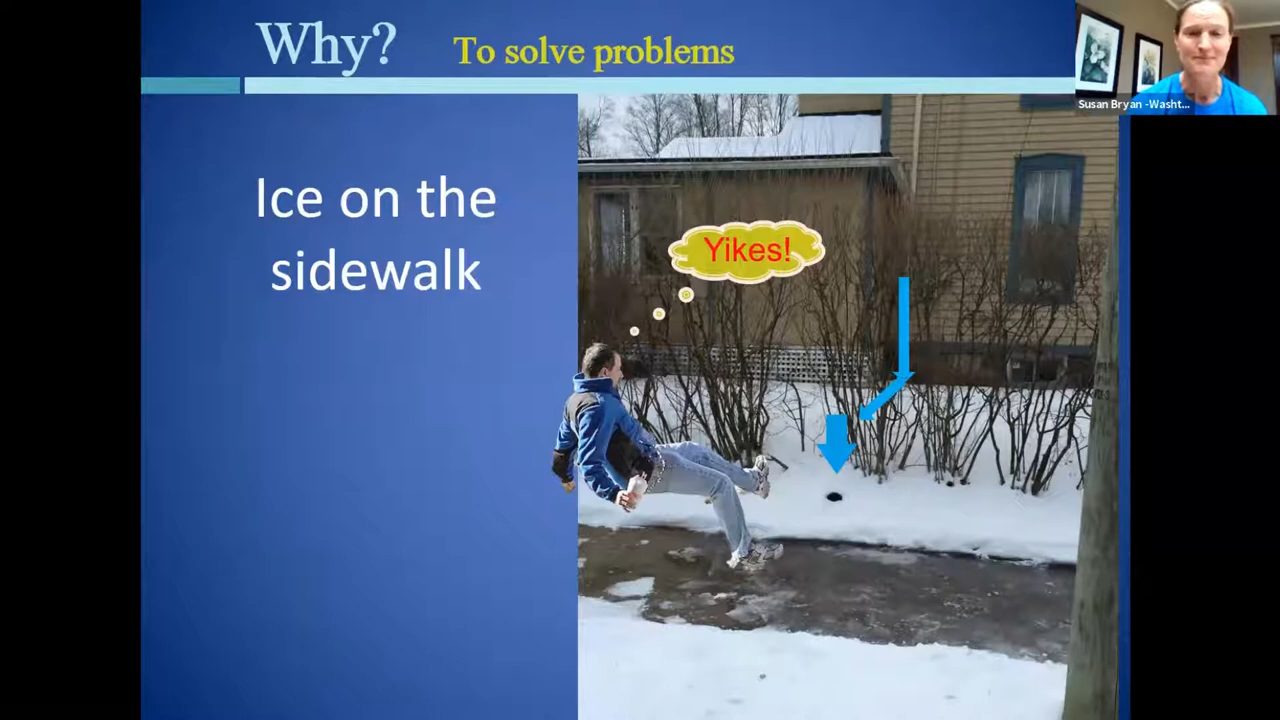 Why? To solve problems
Susan Bryan -Washt...
Ice on the
sidewalk
Yikes!